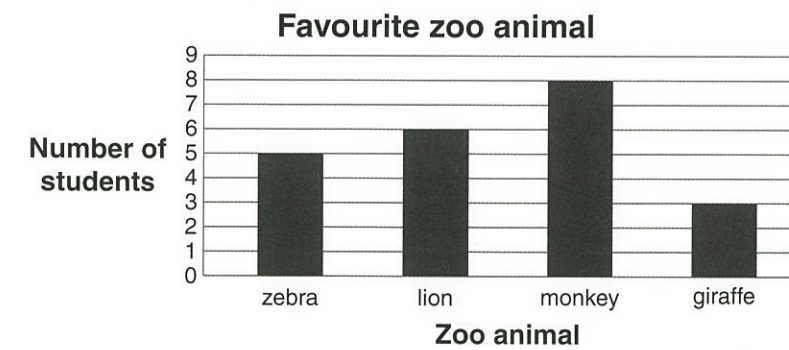 Favourite zoo animal
9
8
7
6
5
4
3
2
1
0
Number of
students
zebra lion monkey giraffe
Zoo animal